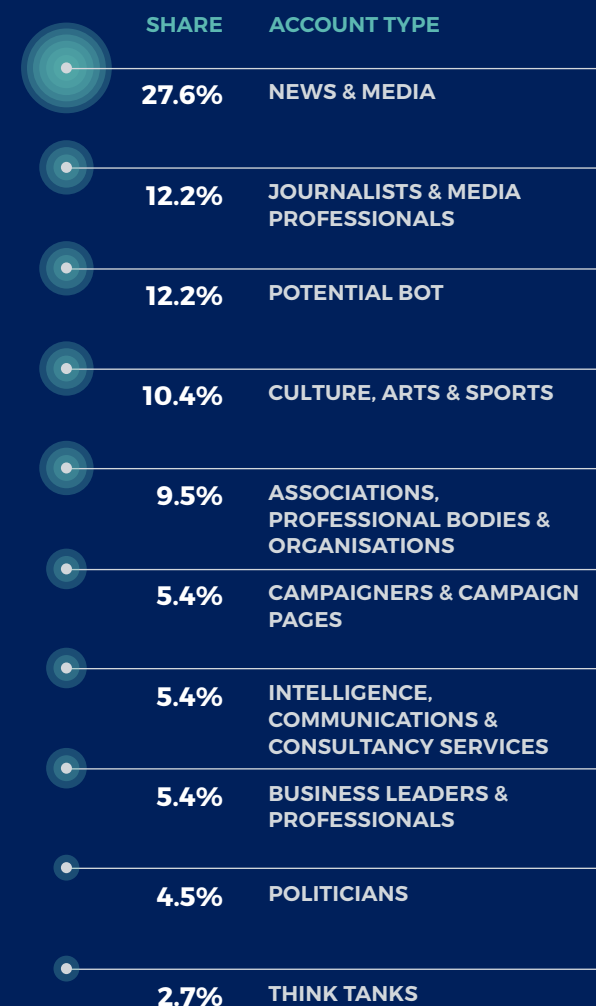 SHARE ACCOUNT TYPE
27.6% NEWS & MEDIA
12.2% JOURNALISTS & MEDIA
PROFESSIONALS
12.2% POTENTIAL BOT
10.4% CULTURE, ARTS & SPORTS
9.5% ASSOCIATIONS,
PROFESSIONAL BODIES &
ORGANISATIONS
5.4% CAMPAIGNERS & CAMPAIGN
PAGES
5.4% INTELLIGENCE,
COMMUNICATIONS &
CONSULTANCY SERVICES
5.4% BUSINESS LEADERS &
PROFESSIONALS
4.5% POLITICIANS
2.7% THINK TANKS